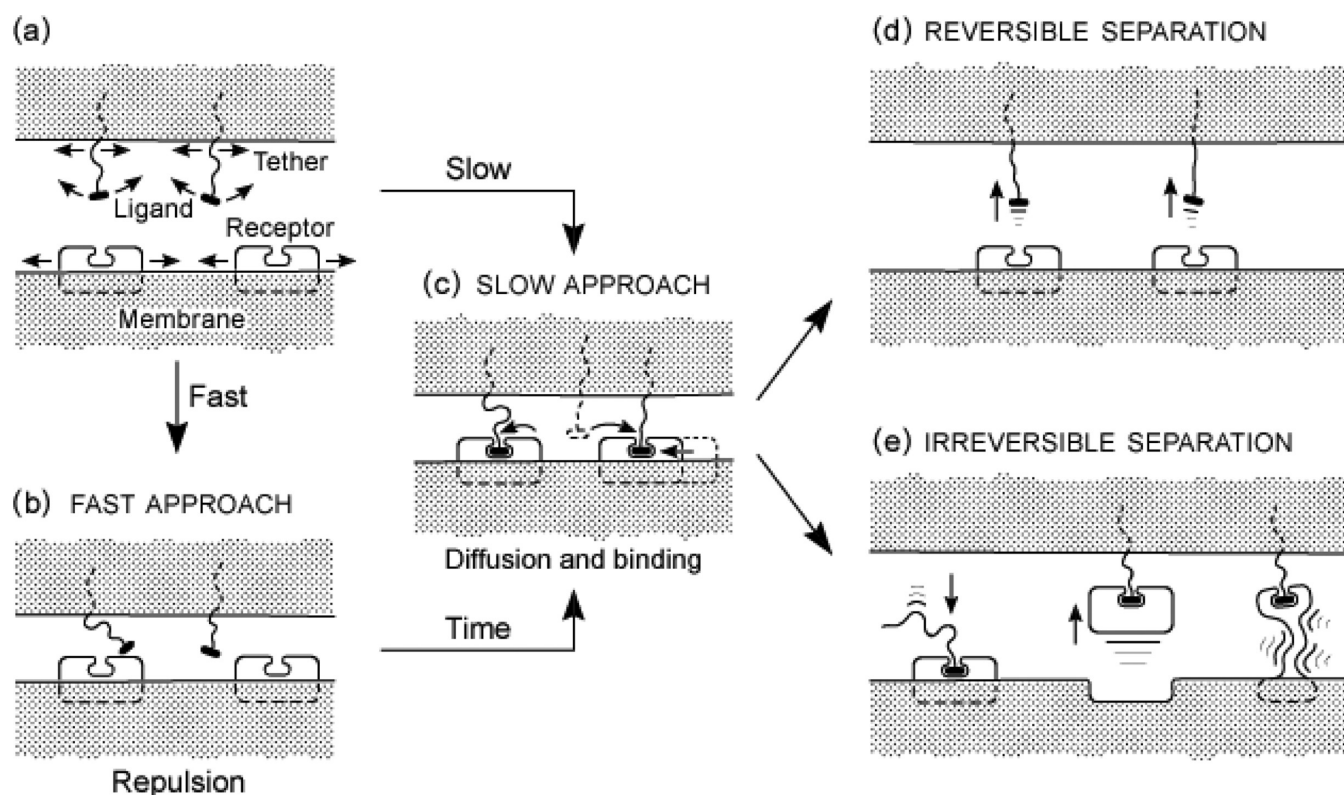 (a)
Tether
Ligand
Receptor
Membrane
Fast
(b) FAST APPROACH
Repulsion
Slow
(c) SLOW APPROACH
Diffusion and binding
Time
(d) REVERSIBLE SEPARATION
(e) IRREVERSIBLE SEPARATION